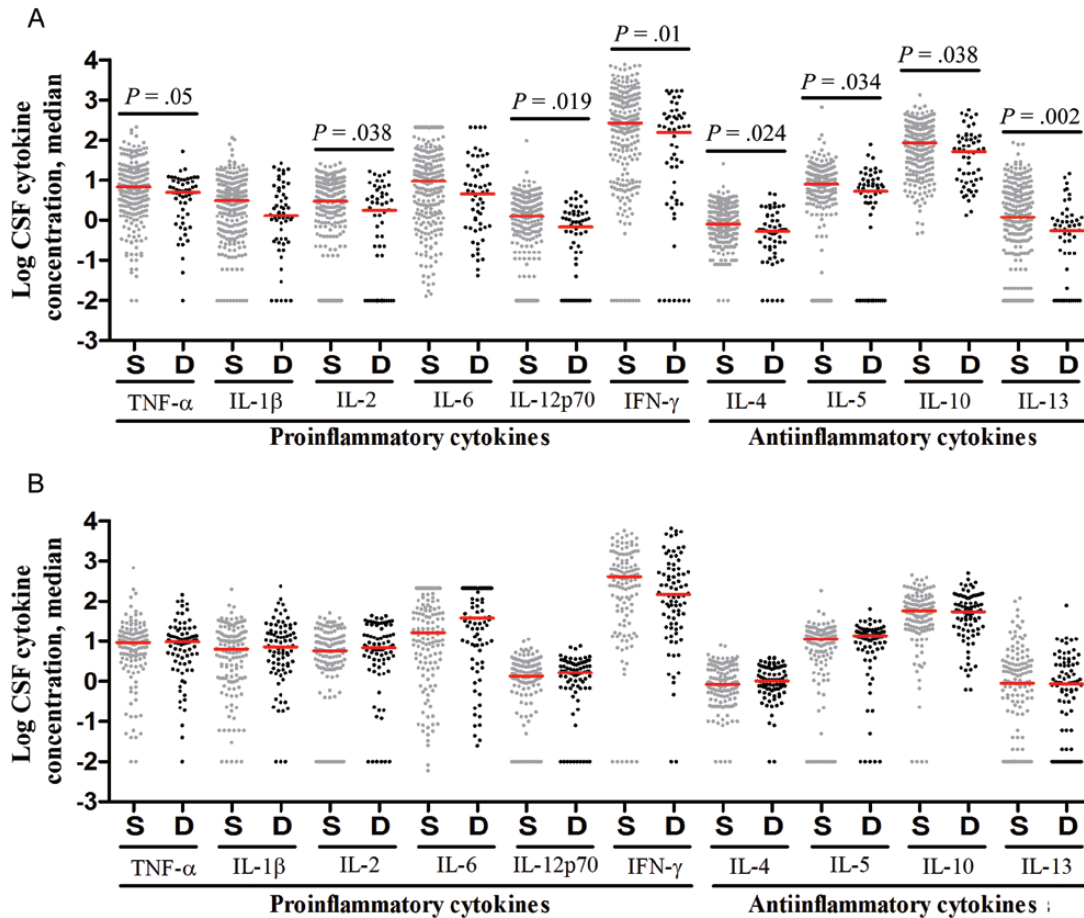 A
P = .05
P = .038
P = .019
P = .01
P = .024
P = .034
P = .038
P = .002
Log CSF cytokine
concentration, median
4
3
2
1
0
-1
-2
-3
S D S D S D S D S D S D S D S D S D S D
TNF-α IL-1β IL-2 IL-6 IL-12p70 IFN-γ IL-4 IL-5 IL-10 IL-13
Proinflammatory cytokines Antiinflammatory cytokines
B
Log CSF cytokine
concentration, median
4
3
2
1
0
-1
-2
-3
S D S D S D S D S D S D S D S D S D S D
TNF-α IL-1β IL-2 IL-6 IL-12p70 IFN-γ IL-4 IL-5 IL-10 IL-13
Proinflammatory cytokines Antiinflammatory cytokines